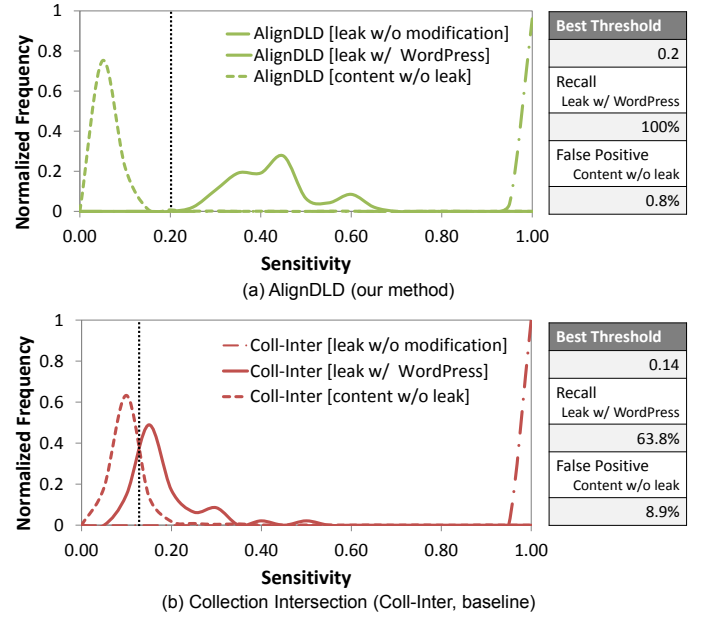 Normalized Frequency
1
0.8
0.6
0.4
0.2
0
AlignDLD [leak w/o modification]
AlignDLD [leak w/ WordPress]
AlignDLD [content w/o leak]
0.00 0.20 0.40 0.60 0.80 1.00
Sensitivity
(a) AlignDLD (our method)
Best Threshold
0.2
Recall
Leak w/ WordPress
100%
False Positive
Content w/o leak
0.8%
Normalized Frequency
1
0.8
0.6
0.4
0.2
0
Coll-Inter [leak w/o modification]
Coll-Inter [leak w/ WordPress]
Coll-Inter [content w/o leak]
0.00 0.20 0.40 0.60 0.80 1.00
Sensitivity
(b) Collection Intersection (Coll-Inter, baseline)
Best Threshold
0.14
Recall
Leak w/ WordPress
63.8%
False Positive
Content w/o leak
8.9%